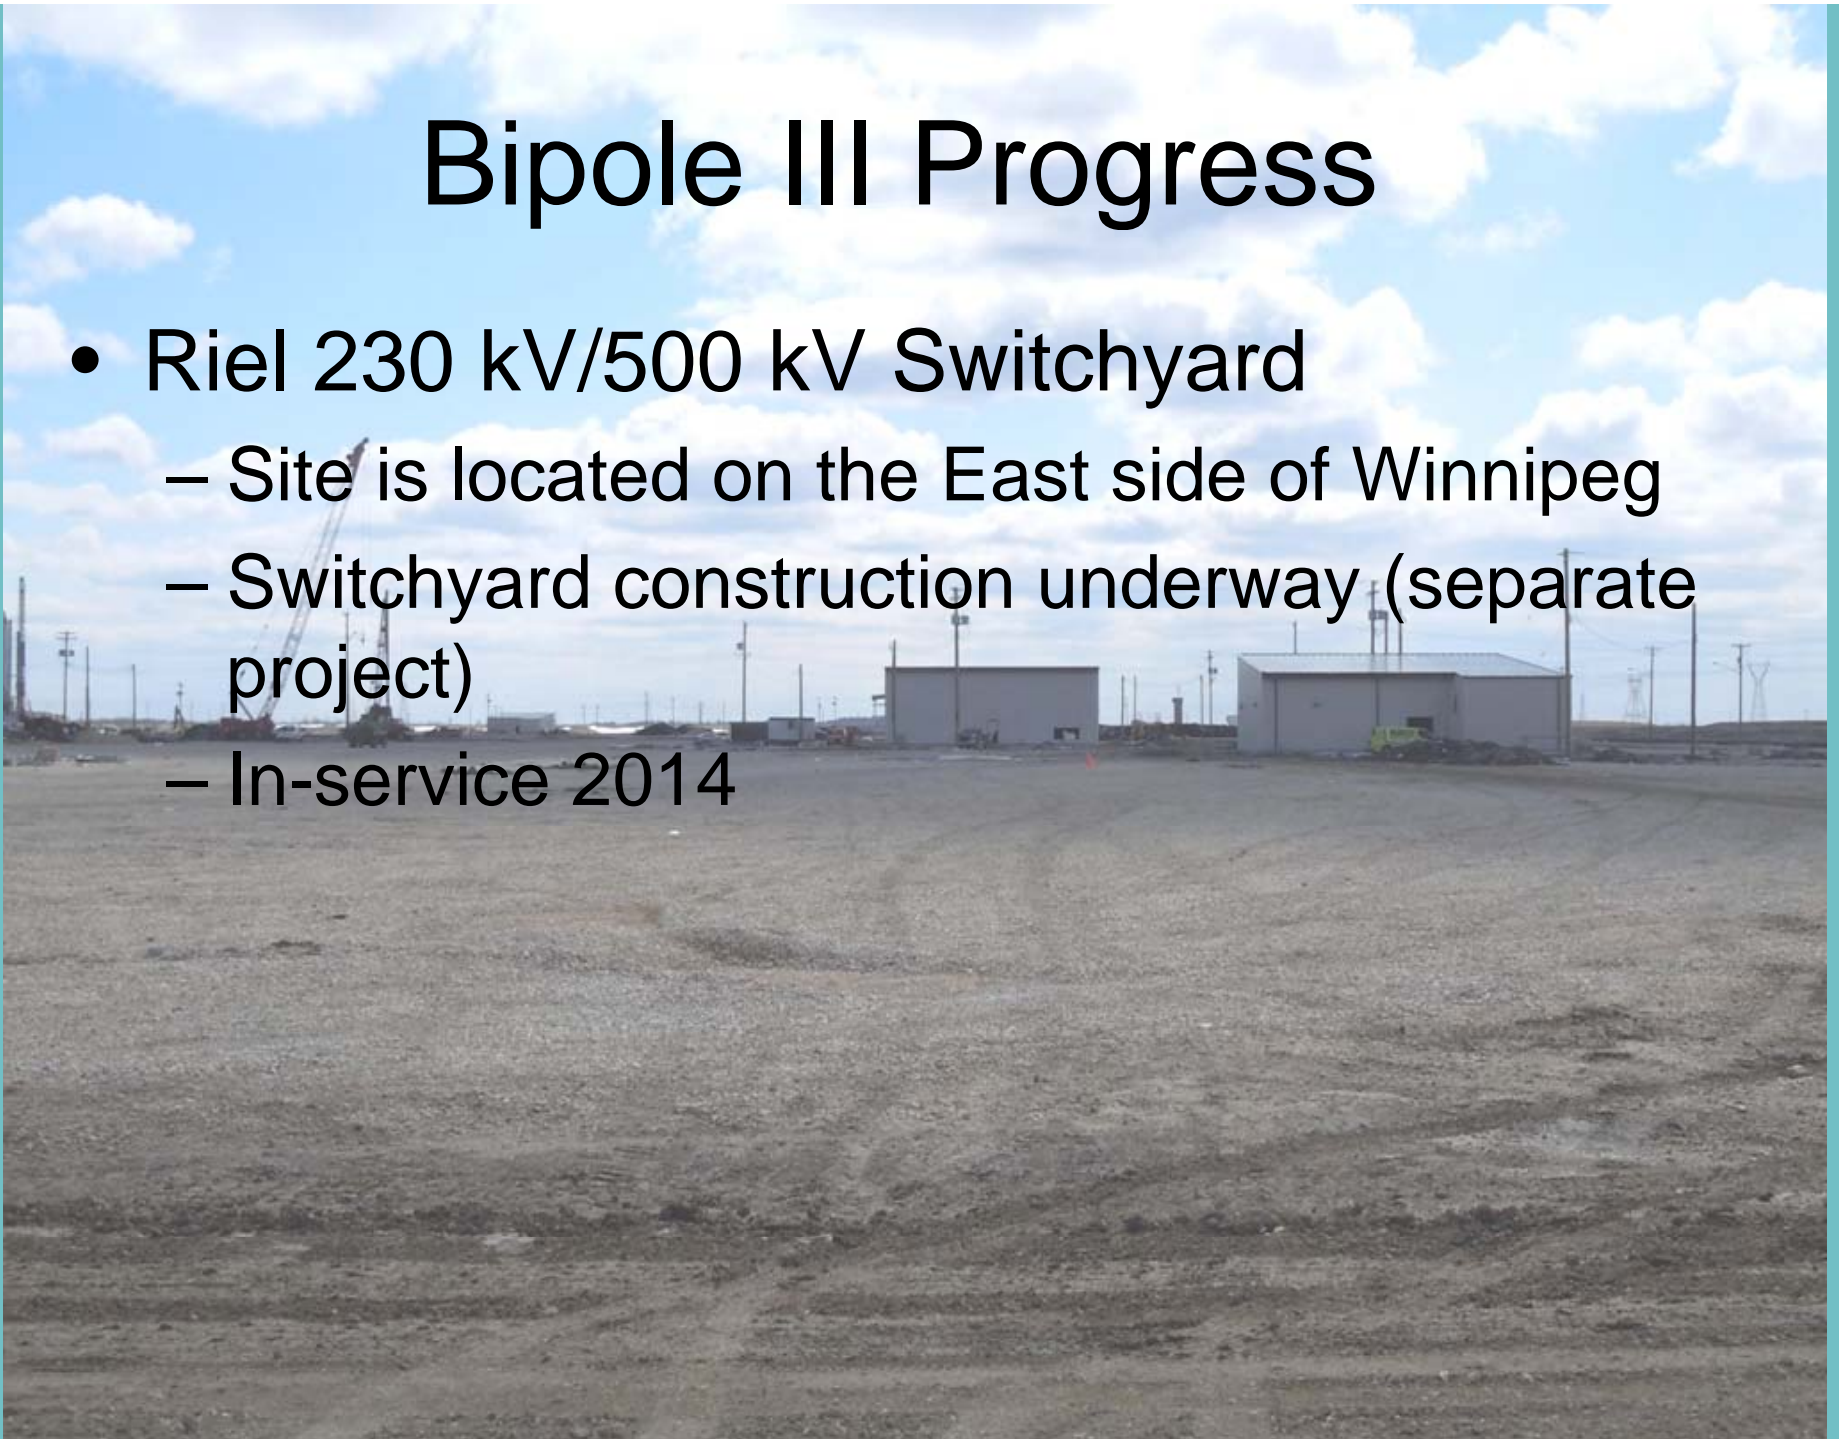 Bipole III Progress
• Riel 230 kV/500 kV Switchyard
– Site is located on the East side of Winnipeg
– Switchyard construction underway (separate
project)
– In-service 2014